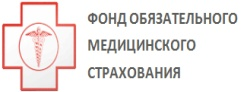 ФОНД ОБЯЗАТЕЛЬНОГО
МЕДИЦИНСКОГО
СТРАХОВАНИЯ